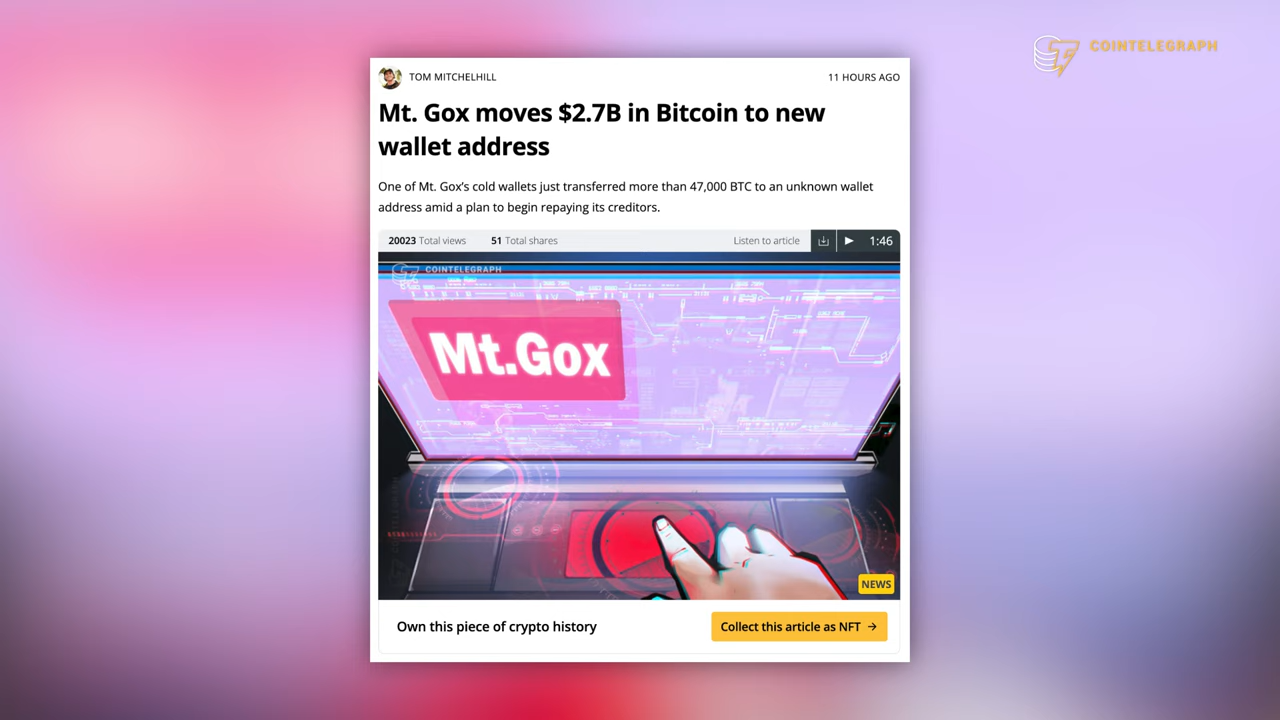 COINTELEGRAPH
TOM MITCHELHILL
11 HOURS AGO
Mt. Gox moves $2.7B in Bitcoin to new
wallet address
One of Mt. Gox’s cold wallets just transferred more than 47,000 BTC to an unknown wallet
address amid a plan to begin repaying its creditors.
20023 Total views 51 Total shares Listen to article 1:46
COINTELEGRAPH
Mt.Gox
NEWS
Own this piece of crypto history
Collect this article as NFT →